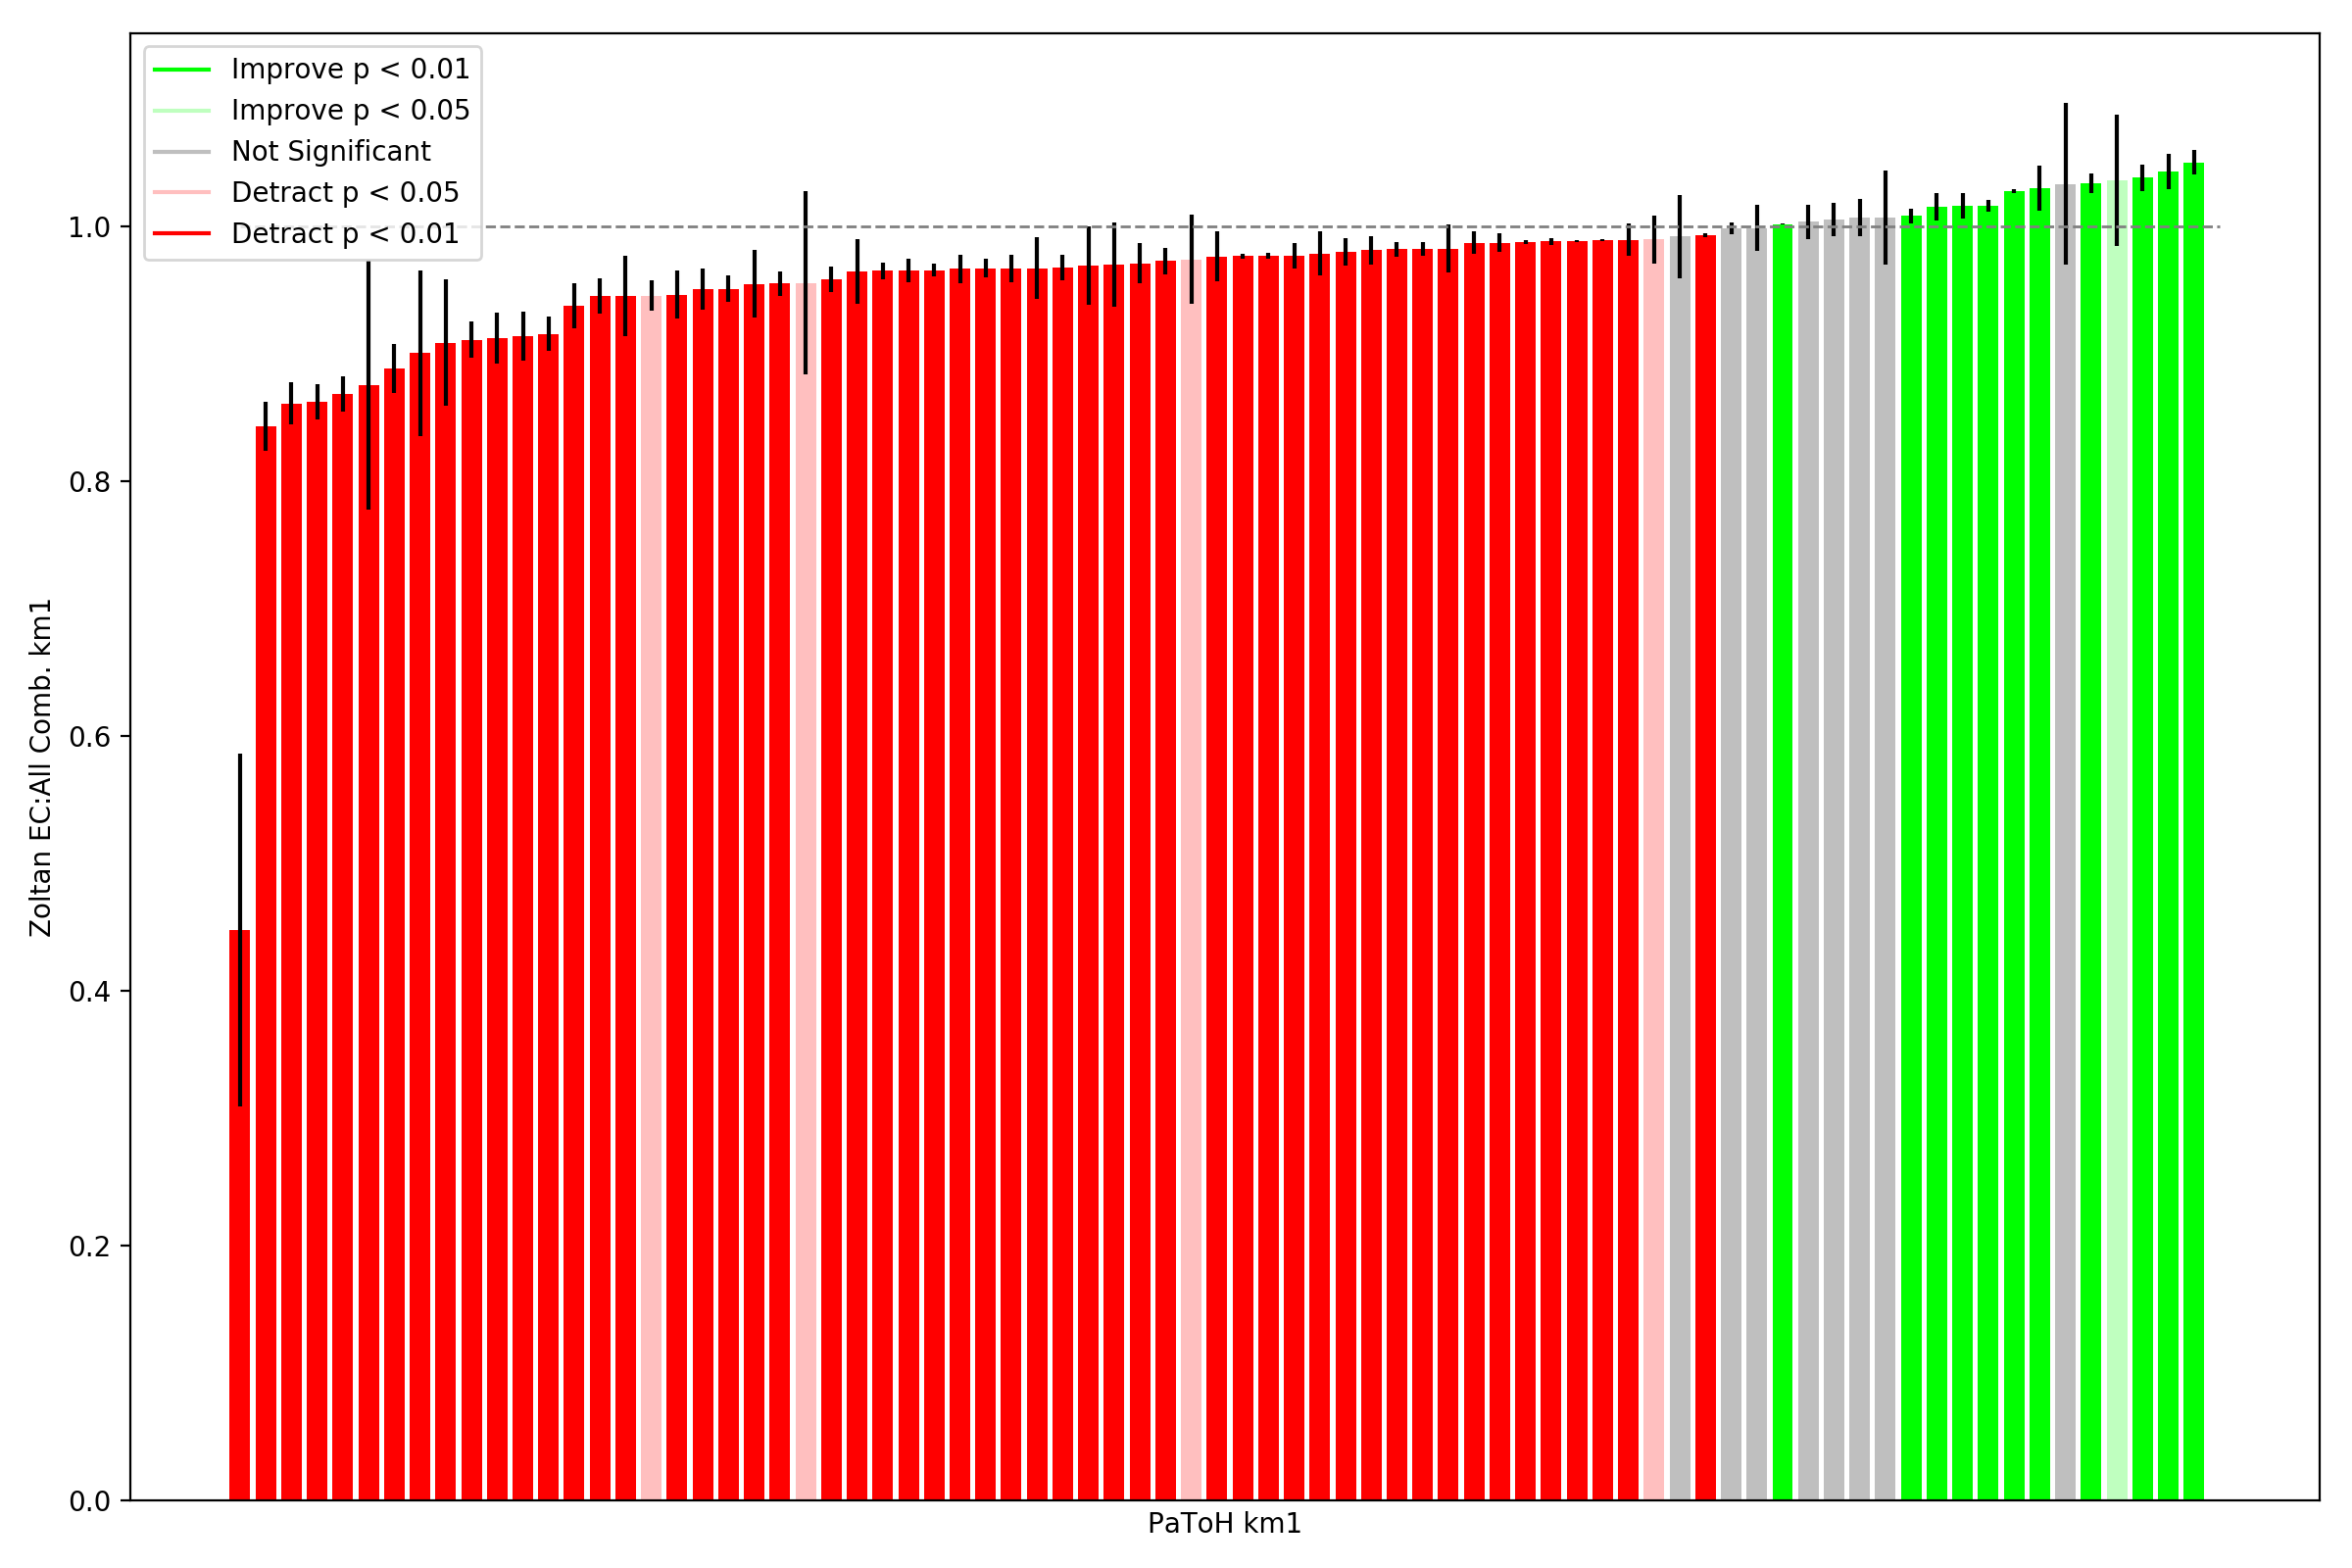 Improve p < 0.01
Improve p < 0.05
Not Significant
Detract p < 0.05
Detract p < 0.01
1.0
0.8
0.6
0.4
0.2
0.0
Zoltan EC:All Comb. km1
PaToH km1